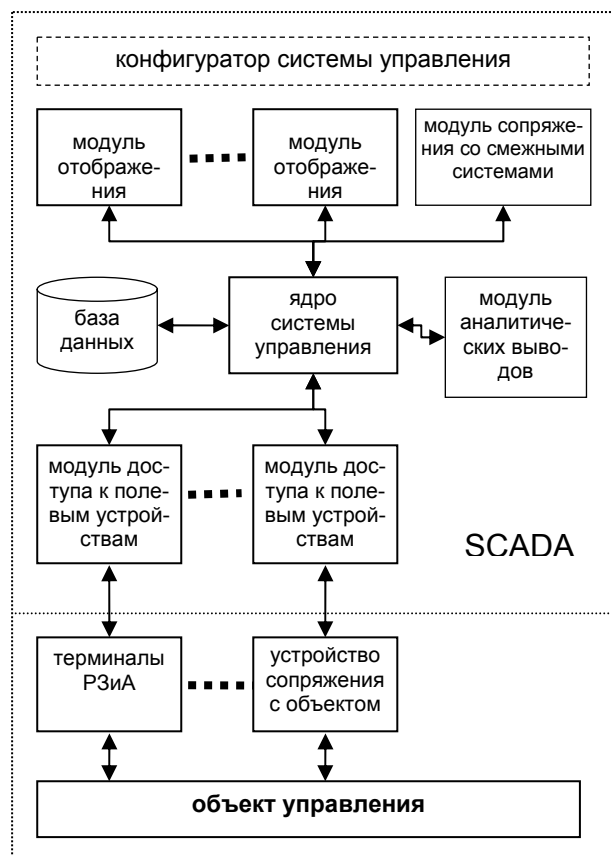 конфигуратор системы управления
модуль
отображе-
ния
модуль
отображе-
ния
модуль сопряже-
ния со смежными
системами
база
данных
ядро
системы
управления
модуль
аналитиче-
ских выво-
дов
модуль дос-
тупа к поле-
вым устрой-
ствам
модуль дос-
тупа к поле-
вым устрой-
ствам
SCADA
терминалы
РЗиА
устройство
сопряжения
с объектом
объект управления